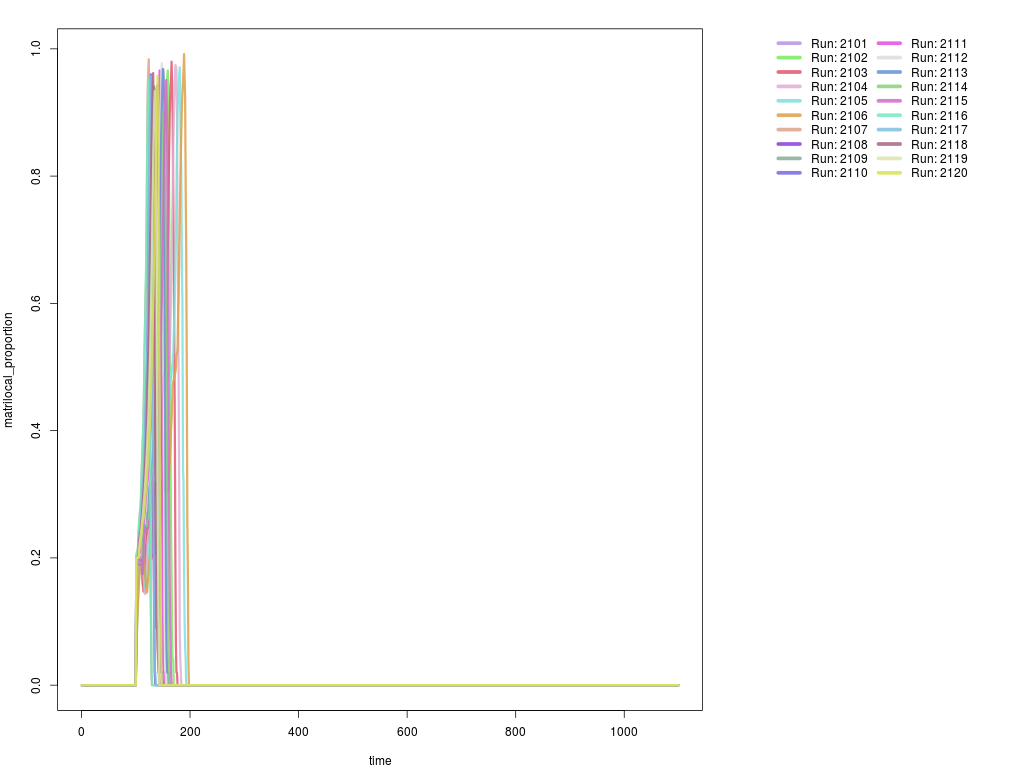 1.0
0.8
0.6
0.4
0.2
0.0
matrilocal_proportion
0 200 400 600 800 1000
time
Run: 2101 Run: 2111
Run: 2102 Run: 2112
Run: 2103 Run: 2113
Run: 2104 Run: 2114
Run: 2105 Run: 2115
Run: 2106 Run: 2116
Run: 2107 Run: 2117
Run: 2108 Run: 2118
Run: 2109 Run: 2119
Run: 2110 Run: 2120